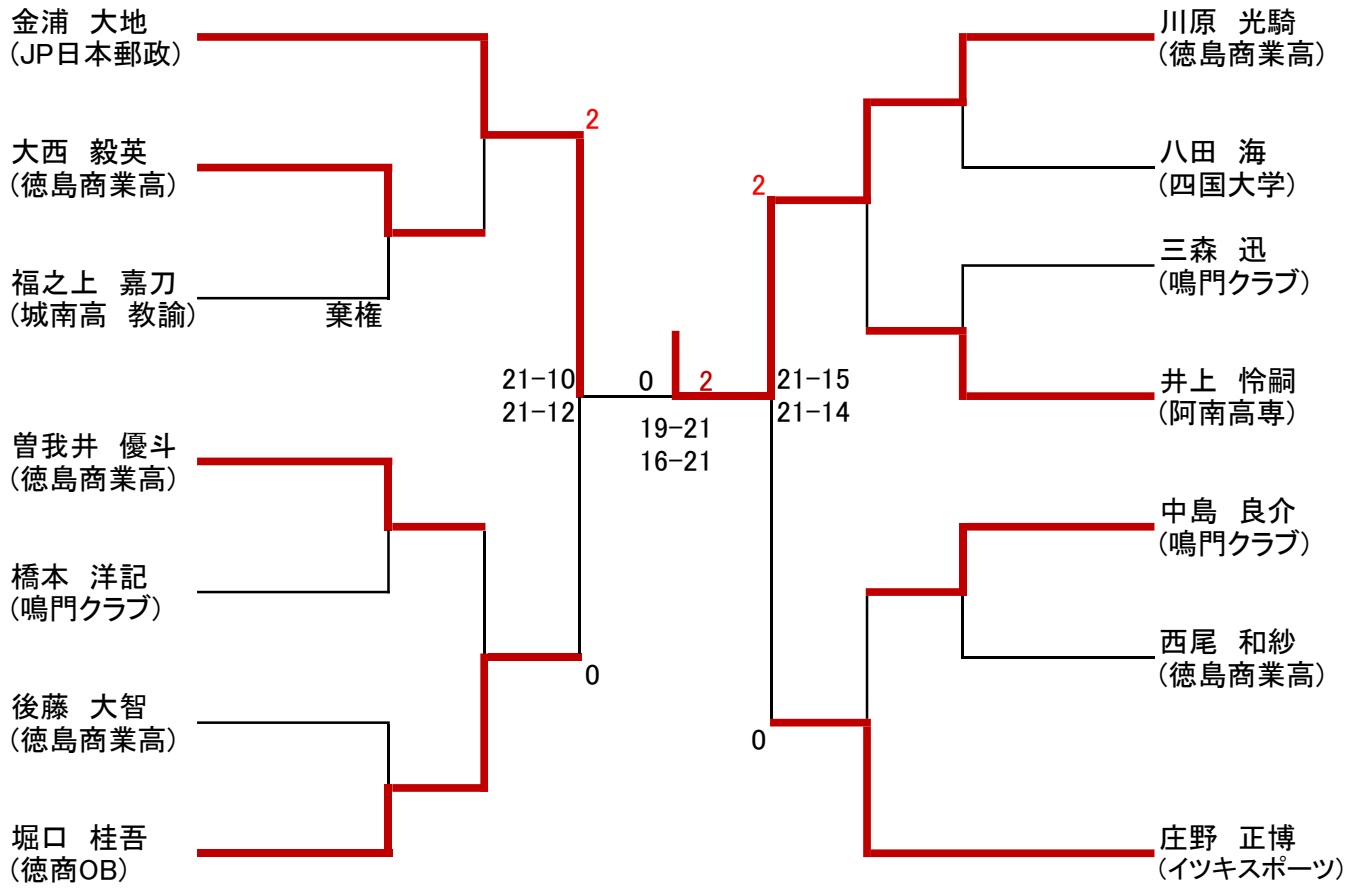 金浦 大地
(JP日本郵政)
大西 毅英
(徳島商業高)
福之上 嘉刀
(城南高 教諭)
棄権
曽我井 優斗
(徳島商業高)
橋本 洋記
(鳴門クラブ)
後藤 大智
(徳島商業高)
堀口 桂吾
(徳商OB)
2
21-10
21-12
0
0
2
19-21
16-21
2
21-15
21-14
0
川原 光騎
(徳島商業高)
八田 海
(四国大学)
三森 迅
(鳴門クラブ)
井上 怜嗣
(阿南高専)
中島 良介
(鳴門クラブ)
西尾 和紗
(徳島商業高)
庄野 正博
(イツキスポーツ)